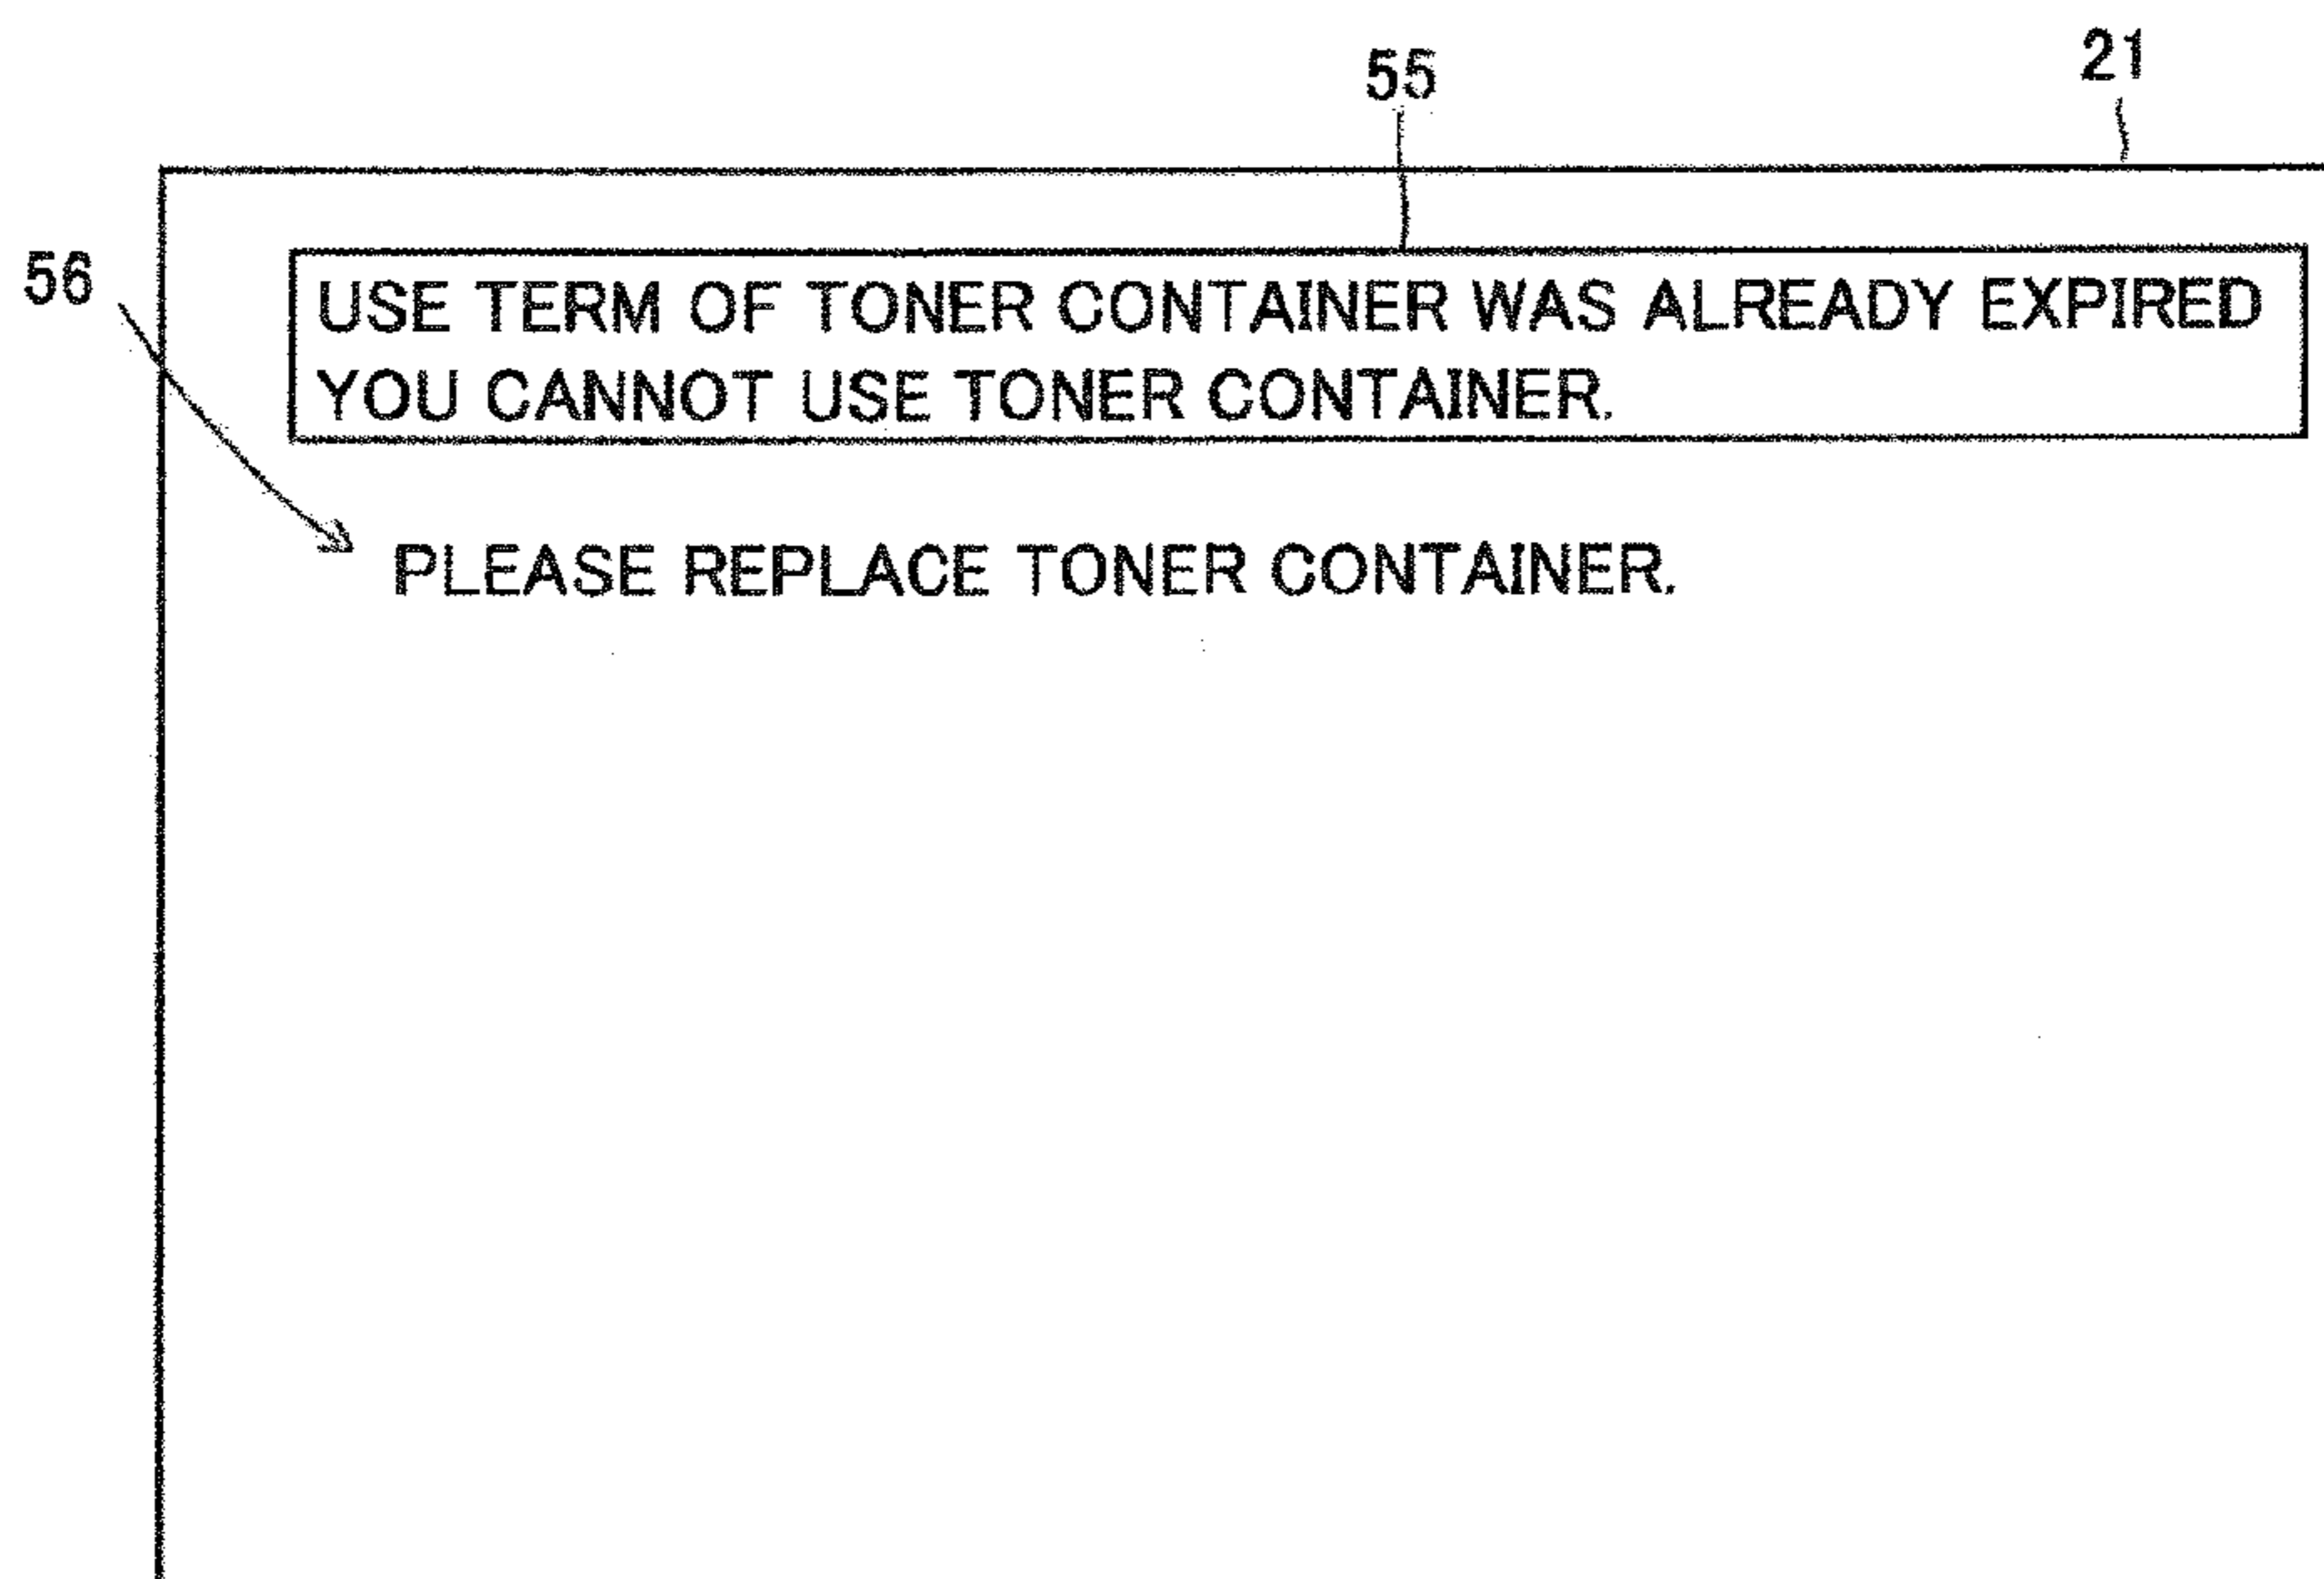 55
21
56
USE TERM OF TONER CONTAINER WAS ALREADY EXPIRED
YOU CANNOT USE TONER CONTAINER.
PLEASE REPLACE TONER CONTAINER.